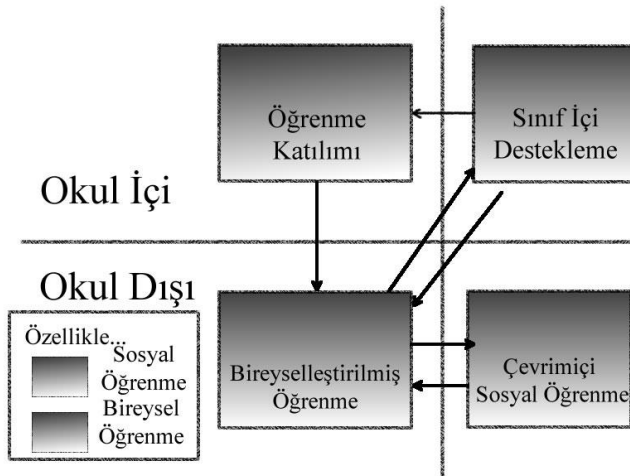 Öğrenme
Katılımı
Sınıf İçi
Destekleme
Okul İçi
Okul Dışı
Özellikle...
Sosyal
Öğrenme
Bireysel
Öğrenme
Bireyselleştirilmiş
Öğrenme
Çevrimiçi
Sosyal Öğrenme